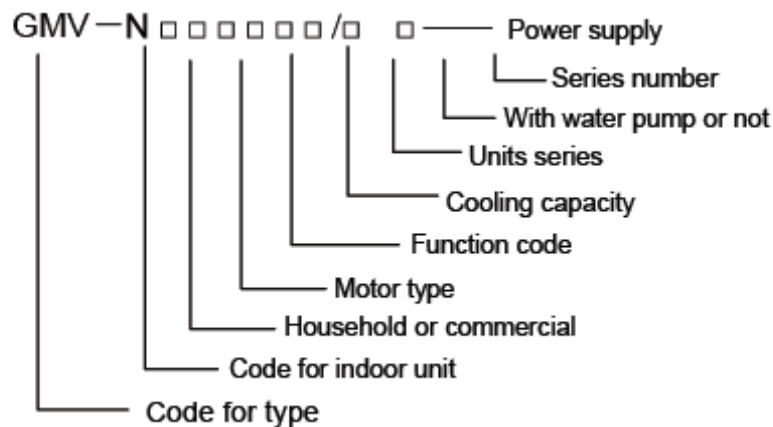 GMV－N□□□□□□/□ □ Power supply
Series number
With water pump or not
Units series
Cooling capacity
Function code
Motor type
Household or commercial
Code for indoor unit
Code for type